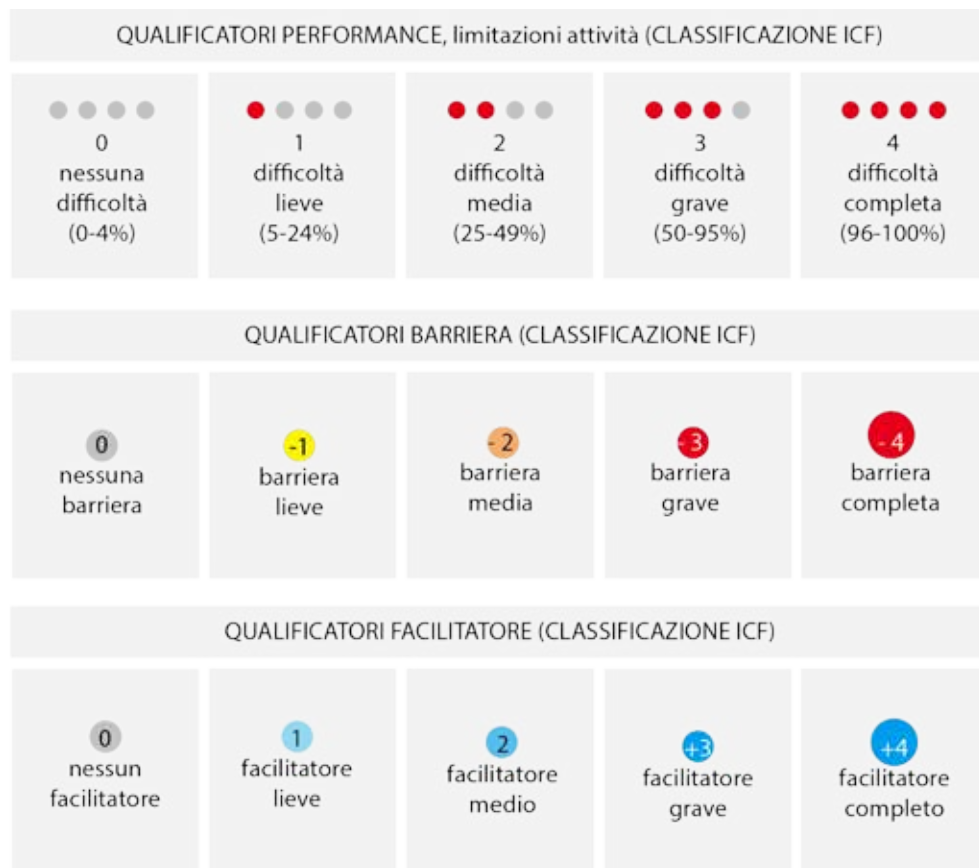 QUALIFICATORI PERFORMANCE, limitazioni attività (CLASSIFICAZIONE ICF)
0
nessuna
difficoltà
(0-4%)
1
difficoltà
lieve
(5-24%)
2
difficoltà
media
(25-49%)
3
difficoltà
grave
(50-95%)
4
difficoltà
completa
(96-100%)
QUALIFICATORI BARRIERA (CLASSIFICAZIONE ICF)
0
nessuna
barriera
-1
barriera
lieve
- 2
barriera
media
- 3
barriera
grave
- 4
barriera
completa
QUALIFICATORI FACILITATORE (CLASSIFICAZIONE ICF)
0
nessun
facilitatore
1
facilitatore
lieve
2
facilitatore
medio
+3
facilitatore
grave
+4
facilitatore
completo